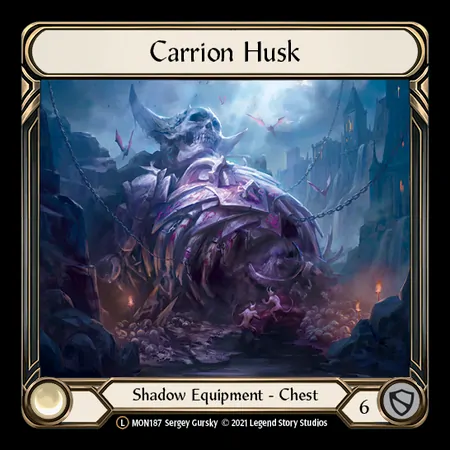 Carrion Husk
Shadow Equipment - Chest
6
L MON187 Sergey Gursky © 2021 Legend Story Studios